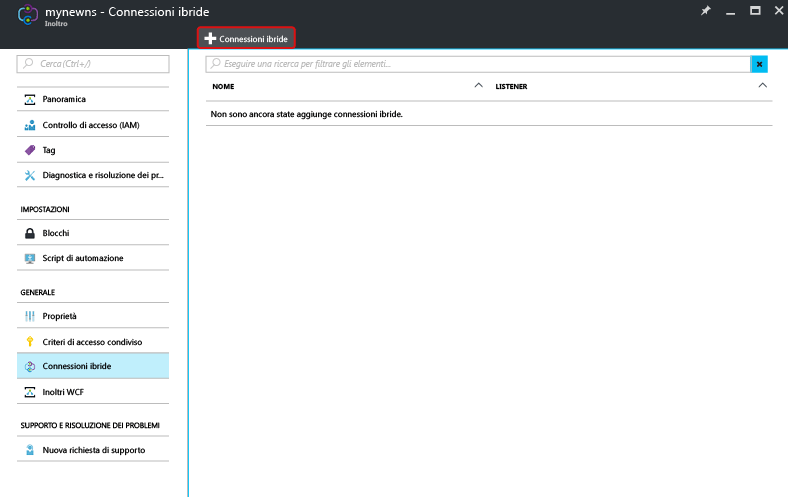 mynewns - Connessioni ibride
Inoltro
Connessioni ibride
Cerca (Ctrl+/)
Eseguire una ricerca per filtrare gli elementi...
NOME
LISTENER
Non sono ancora state aggiunge connessioni ibride.
Panoramica
Controllo di accesso (IAM)
Tag
Diagnostica e risoluzione dei pr...
IMPOSTAZIONI
Blocchi
Script di automazione
GENERALE
Proprietà
Criteri di accesso condiviso
Connessioni ibride
Inoltri WCF
SUPPORTO E RISOLUZIONE DEI PROBLEMI
Nuova richiesta di supporto